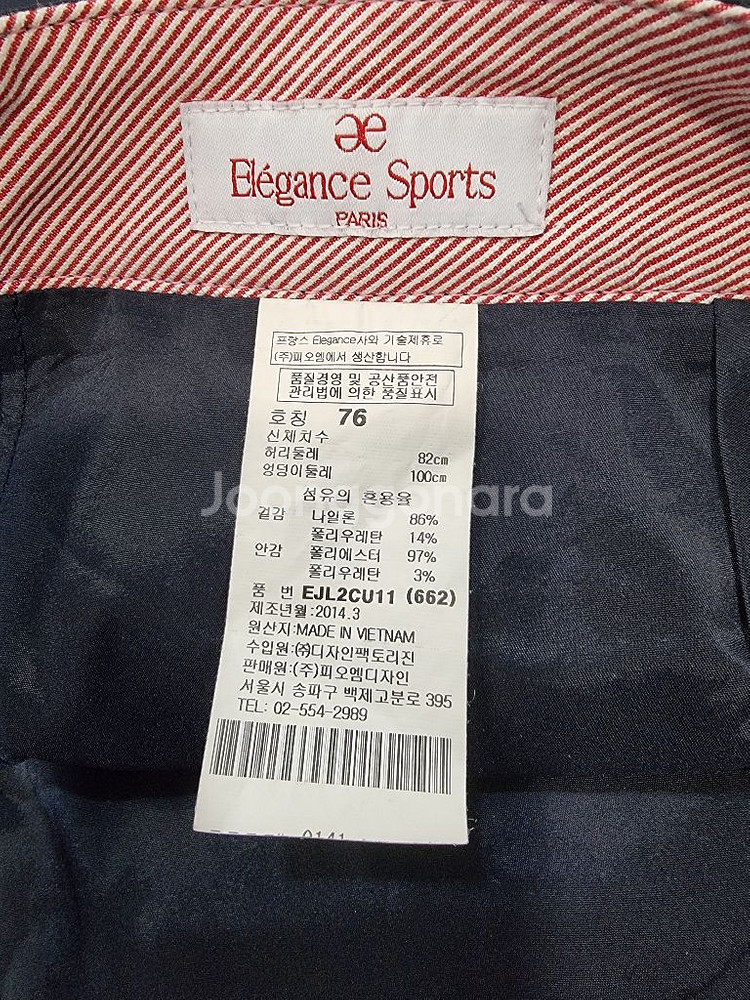 ae
Elégance Sports
PARIS
프랑스 Elegance사와 기술제휴로
(주)피오엠에서 생산합니다
품질경영 및 공산품안전
관리법에 의한 품질표시
호칭 76
신체치수
허리둘레 82cm
엉덩이둘레 100cm
섬유의 혼용율
겉감 나일론 86%
폴리우레탄 14%
안감 폴리에스터 97%
폴리우레탄 3%
품 번 EJL2CU11 (662)
제조년월:2014.3
원산지:MADE IN VIETNAM
수입원:㈜디자인팩토리진
판매원:(주)피오엠디자인
서울시 송파구 백제고분로 395
TEL: 02-554-2989
Joonggonara